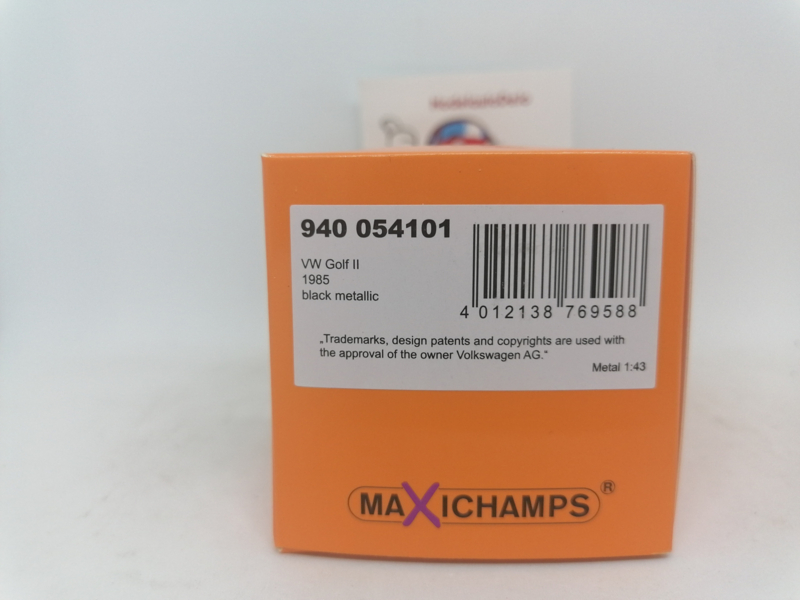 940 054101
VW Golf II
1985
black metallic
4 012138 769588
„Trademarks, design patents and copyrights are used with
the approval of the owner Volkswagen AG."
Metal 1:43
MAXICHAMPS ®